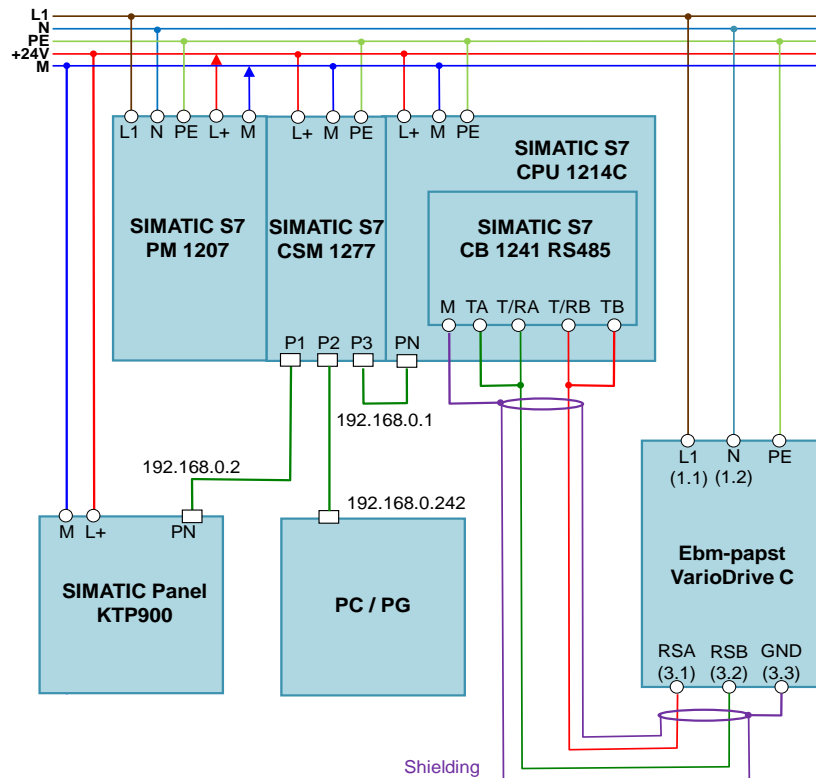 L1
N
PE
+24V
M
L1 N PE L+ M
L+ M PE
L+ M PE
SIMATIC S7
CPU 1214C
SIMATIC S7
PM 1207
SIMATIC S7
CSM 1277
SIMATIC S7
CB 1241 RS485
M TA T/RA T/RB TB
P1 P2 P3 PN
192.168.0.1
192.168.0.2
192.168.0.242
M L+ PN
SIMATIC Panel
KTP900
PC / PG
L1 N PE
(1.1) (1.2)
Ebm-papst
VarioDrive C
RSA RSB GND
(3.1) (3.2) (3.3)
Shielding